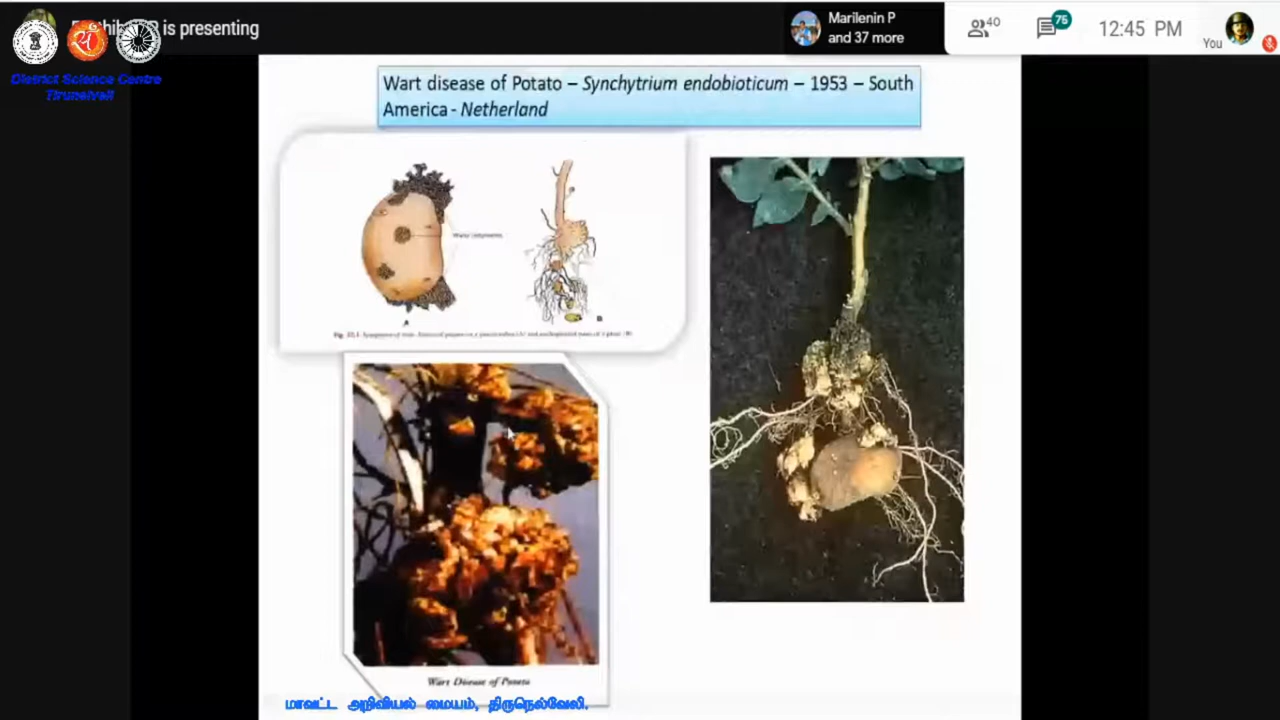 is presenting
Marilenin P
and 37 more
40
75
12:45 PM
You
District Science Centre
Tirunelveli
Wart disease of Potato – Synchytrium endobioticum – 1953 – South
America - Netherland
A
B
Wart Disease of Potato
மாவட்ட அறிவியல் மையம், திருநெல்வேலி.